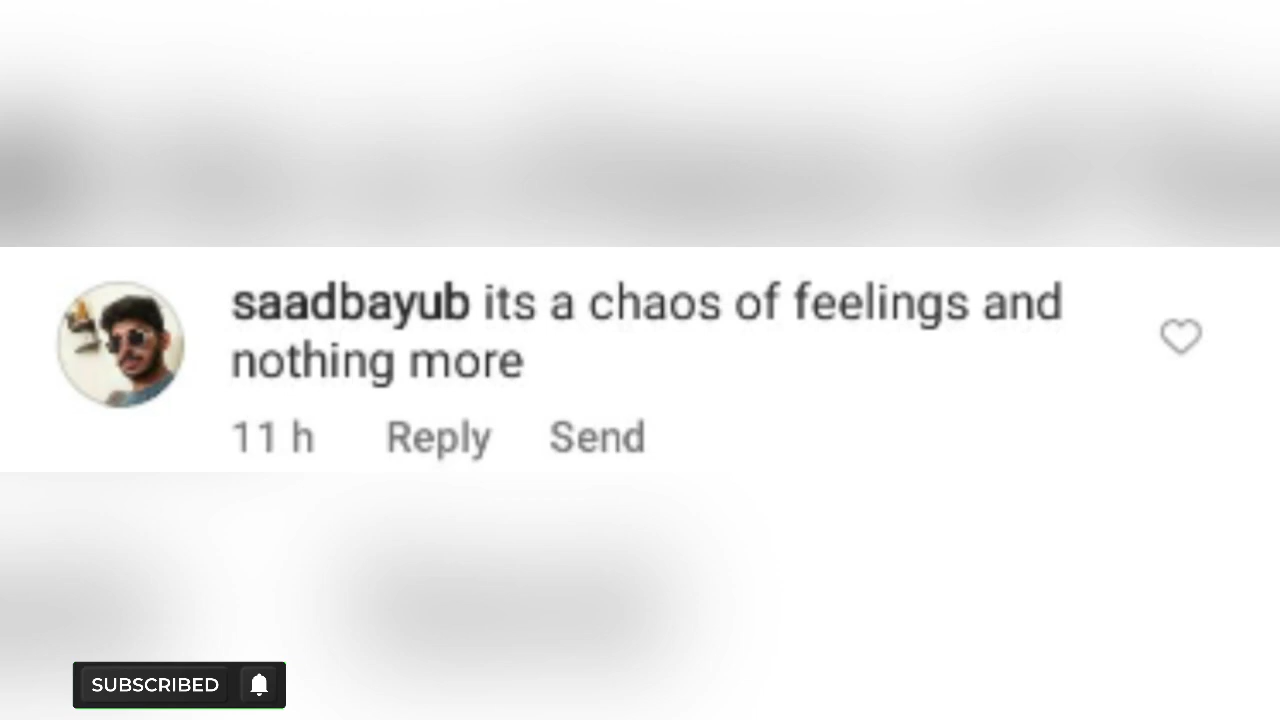 saadbayub its a chaos of feelings and
nothing more
11 h Reply Send
SUBSCRIBED